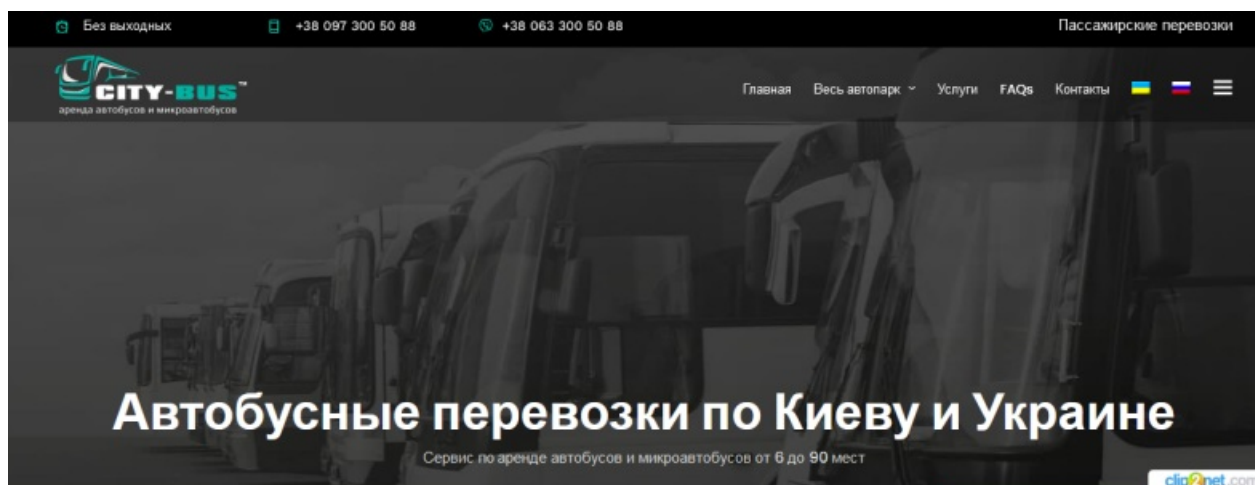 Без выходных +38 097 300 50 88 +38 063 300 50 88 Пассажирские перевозки
CITY-BUS™
аренда автобусов и микроавтобусов
Главная Весь автопарк Услуги FAQs Контакты
Автобусные перевозки по Киеву и Украине
Сервис по аренде автобусов и микроавтобусов от 6 до 90 мест
clip2net.com